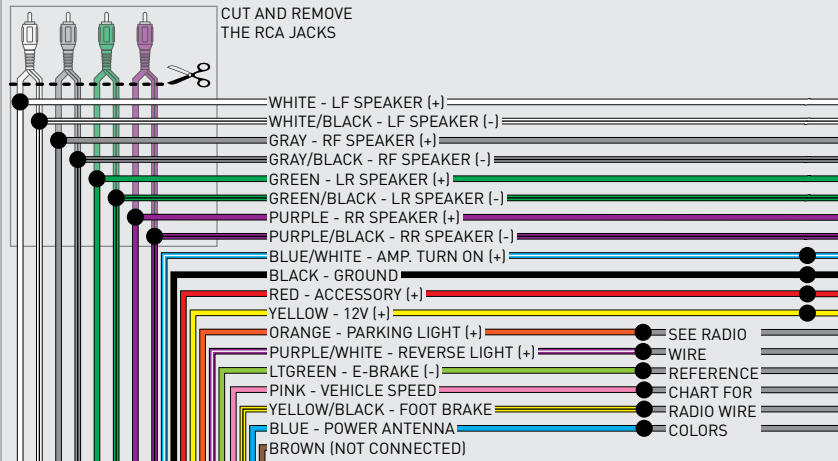 CUT AND REMOVE
THE RCA JACKS
WHITE - LF SPEAKER (+)
WHITE/BLACK - LF SPEAKER (-)
GRAY - RF SPEAKER (+)
GRAY/BLACK - RF SPEAKER (-)
GREEN - LR SPEAKER (+)
GREEN/BLACK - LR SPEAKER (-)
PURPLE - RR SPEAKER (+)
PURPLE/BLACK - RR SPEAKER (-)
BLUE/WHITE - AMP. TURN ON (+)
BLACK - GROUND
RED - ACCESSORY (+)
YELLOW - 12V (+)
ORANGE - PARKING LIGHT (+)
PURPLE/WHITE - REVERSE LIGHT (+)
LTGREEN - E-BRAKE (-)
PINK - VEHICLE SPEED
YELLOW/BLACK - FOOT BRAKE
BLUE - POWER ANTENNA
BROWN (NOT CONNECTED)
SEE RADIO
WIRE
REFERENCE
CHART FOR
RADIO WIRE
COLORS